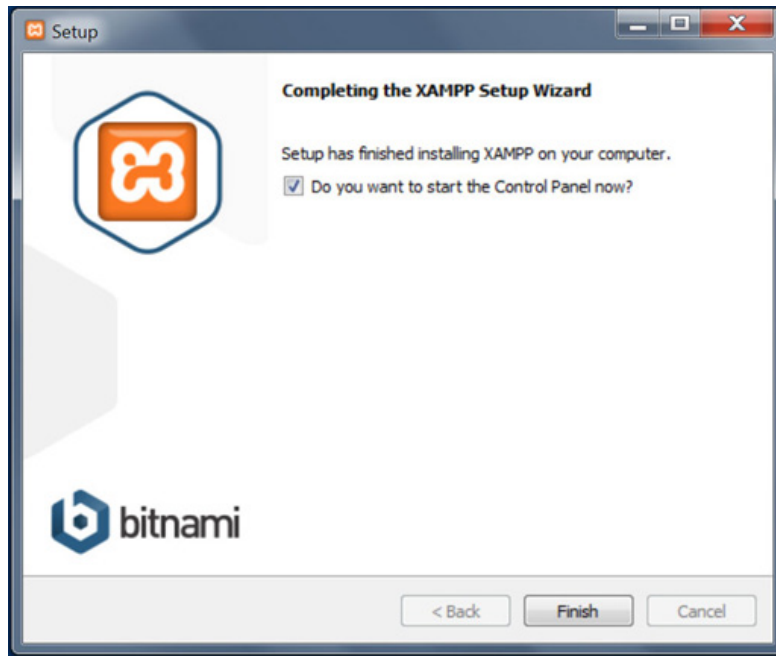 Setup
Completing the XAMPP Setup Wizard
Setup has finished installing XAMPP on your computer.
Do you want to start the Control Panel now?
bitnami
< Back Finish Cancel